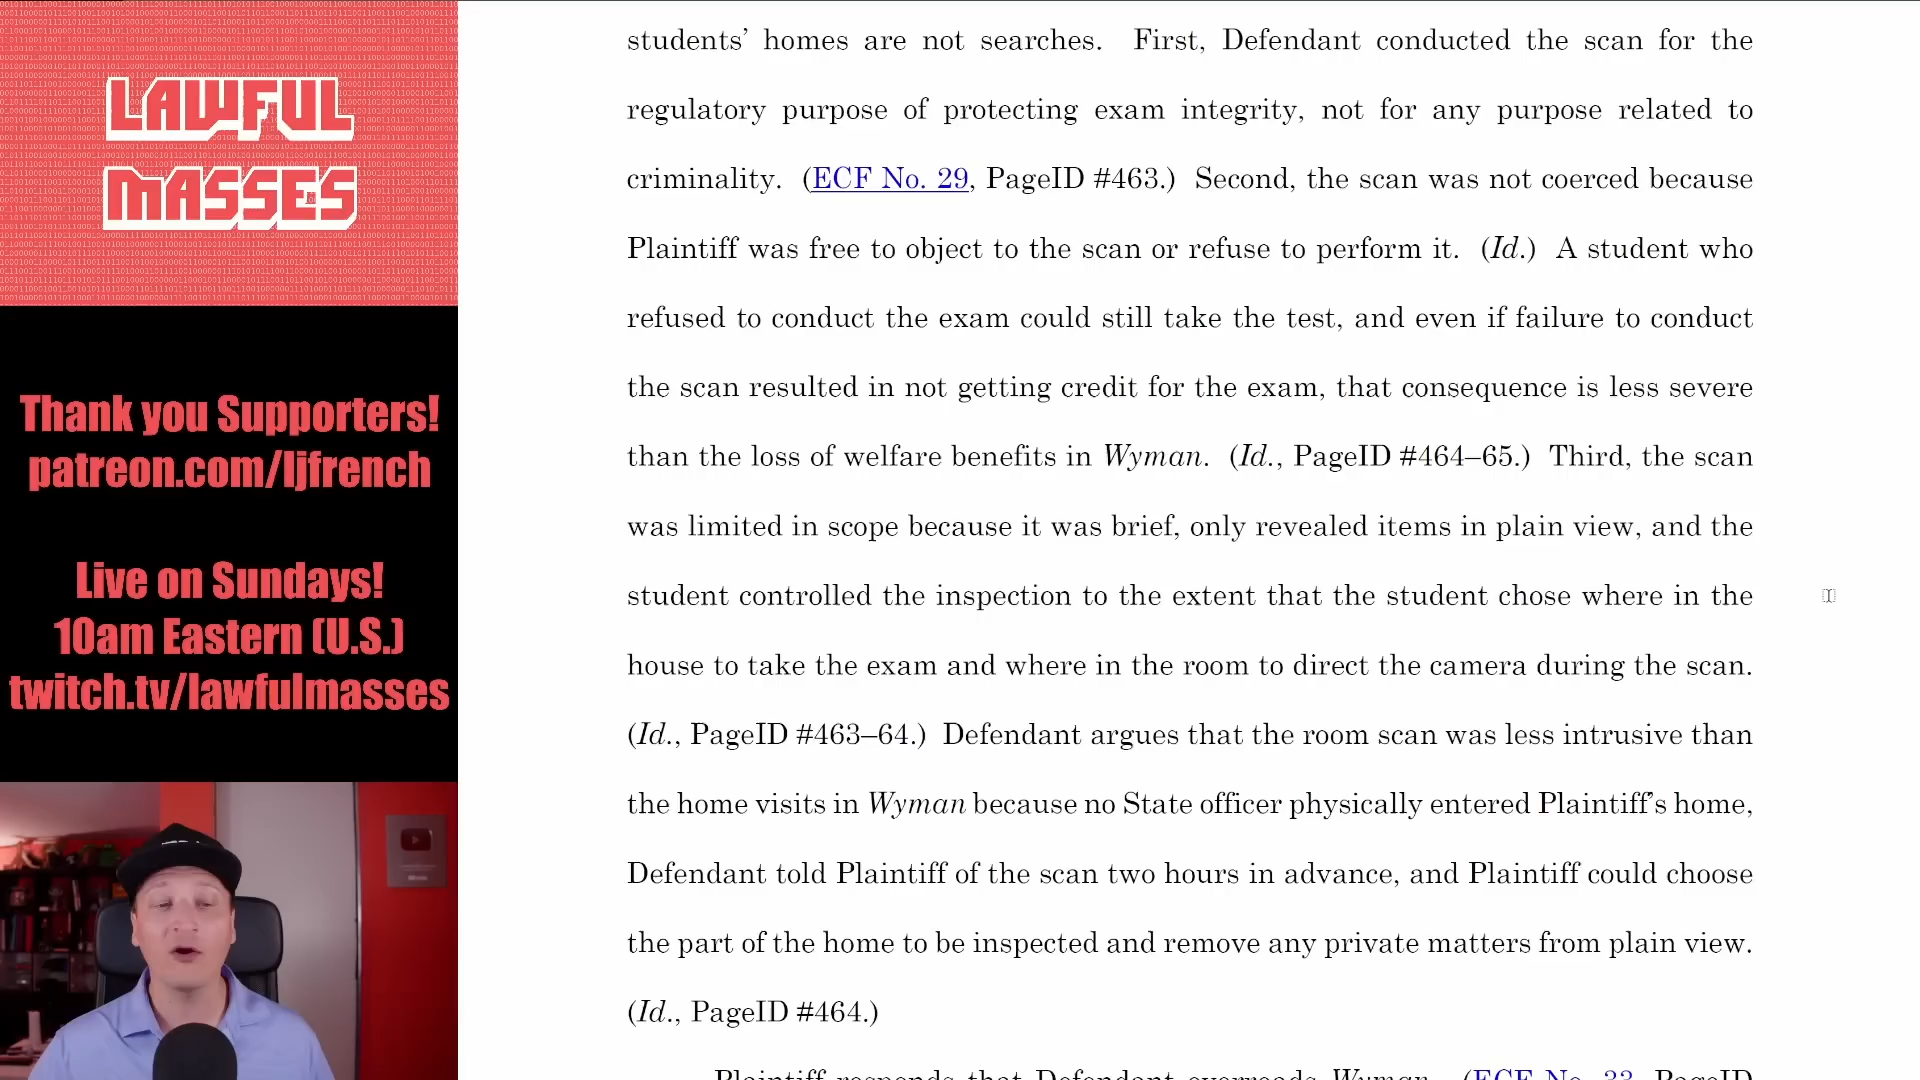 LAWFUL
MASSES
Thank you Supporters!
patreon.com/ljfrench
Live on Sundays!
10am Eastern (U.S.)
twitch.tv/lawfulmasses
students’ homes are not searches. First, Defendant conducted the scan for the
regulatory purpose of protecting exam integrity, not for any purpose related to
criminality. (ECF No. 29, PageID #463.) Second, the scan was not coerced because
Plaintiff was free to object to the scan or refuse to perform it. (Id.) A student who
refused to conduct the exam could still take the test, and even if failure to conduct
the scan resulted in not getting credit for the exam, that consequence is less severe
than the loss of welfare benefits in Wyman. (Id., PageID #464–65.) Third, the scan
was limited in scope because it was brief, only revealed items in plain view, and the
student controlled the inspection to the extent that the student chose where in the
house to take the exam and where in the room to direct the camera during the scan.
(Id., PageID #463–64.) Defendant argues that the room scan was less intrusive than
the home visits in Wyman because no State officer physically entered Plaintiff’s home,
Defendant told Plaintiff of the scan two hours in advance, and Plaintiff could choose
the part of the home to be inspected and remove any private matters from plain view.
(Id., PageID #464.)
Plaintiff responds that Defendant overreads Wyman. (ECF No. 33, PageID